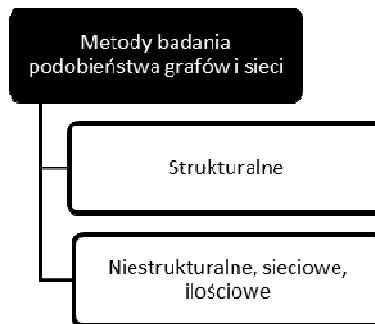 Metody badania
podobieństwa grafów i sieci
Strukturalne
Niestrukturalne, sieciowe,
ilościowe